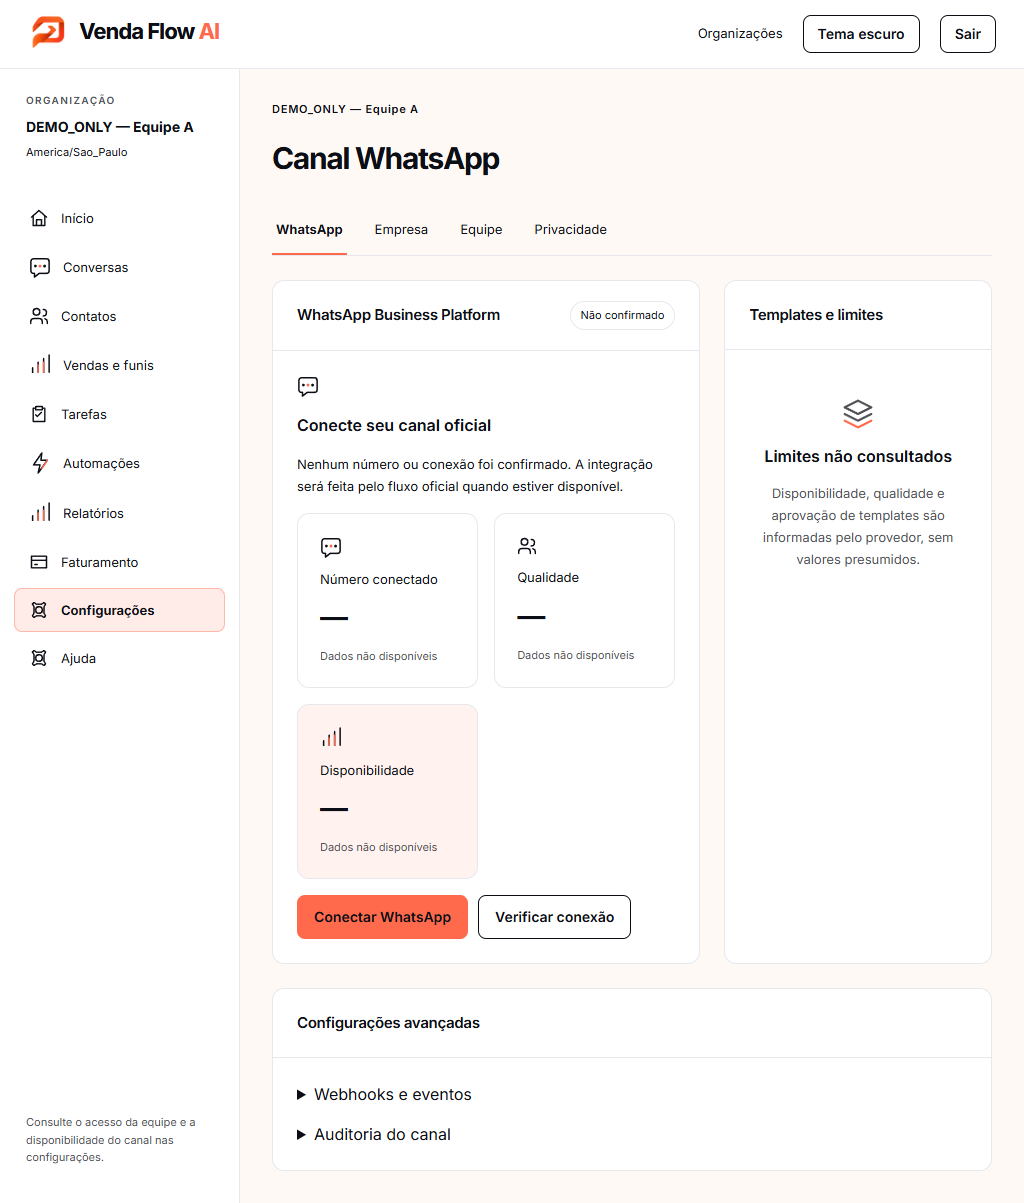 Venda Flow AI
Organizações
Tema escuro
Sair
ORGANIZAÇÃO
DEMO_ONLY — Equipe A
America/Sao_Paulo
Início
Conversas
Contatos
Vendas e funis
Tarefas
Automações
Relatórios
Faturamento
Configurações
Ajuda
Consulte o acesso da equipe e a
disponibilidade do canal nas
configurações.
DEMO_ONLY — Equipe A
Canal WhatsApp
WhatsApp
Empresa
Equipe
Privacidade
WhatsApp Business Platform
Não confirmado
Conecte seu canal oficial
Nenhum número ou conexão foi confirmado. A integração
será feita pelo fluxo oficial quando estiver disponível.
Número conectado
—
Dados não disponíveis
Qualidade
—
Dados não disponíveis
Disponibilidade
—
Dados não disponíveis
Conectar WhatsApp
Verificar conexão
Templates e limites
Limites não consultados
Disponibilidade, qualidade e
aprovação de templates são
informadas pelo provedor, sem
valores presumidos.
Configurações avançadas
Webhooks e eventos
Auditoria do canal